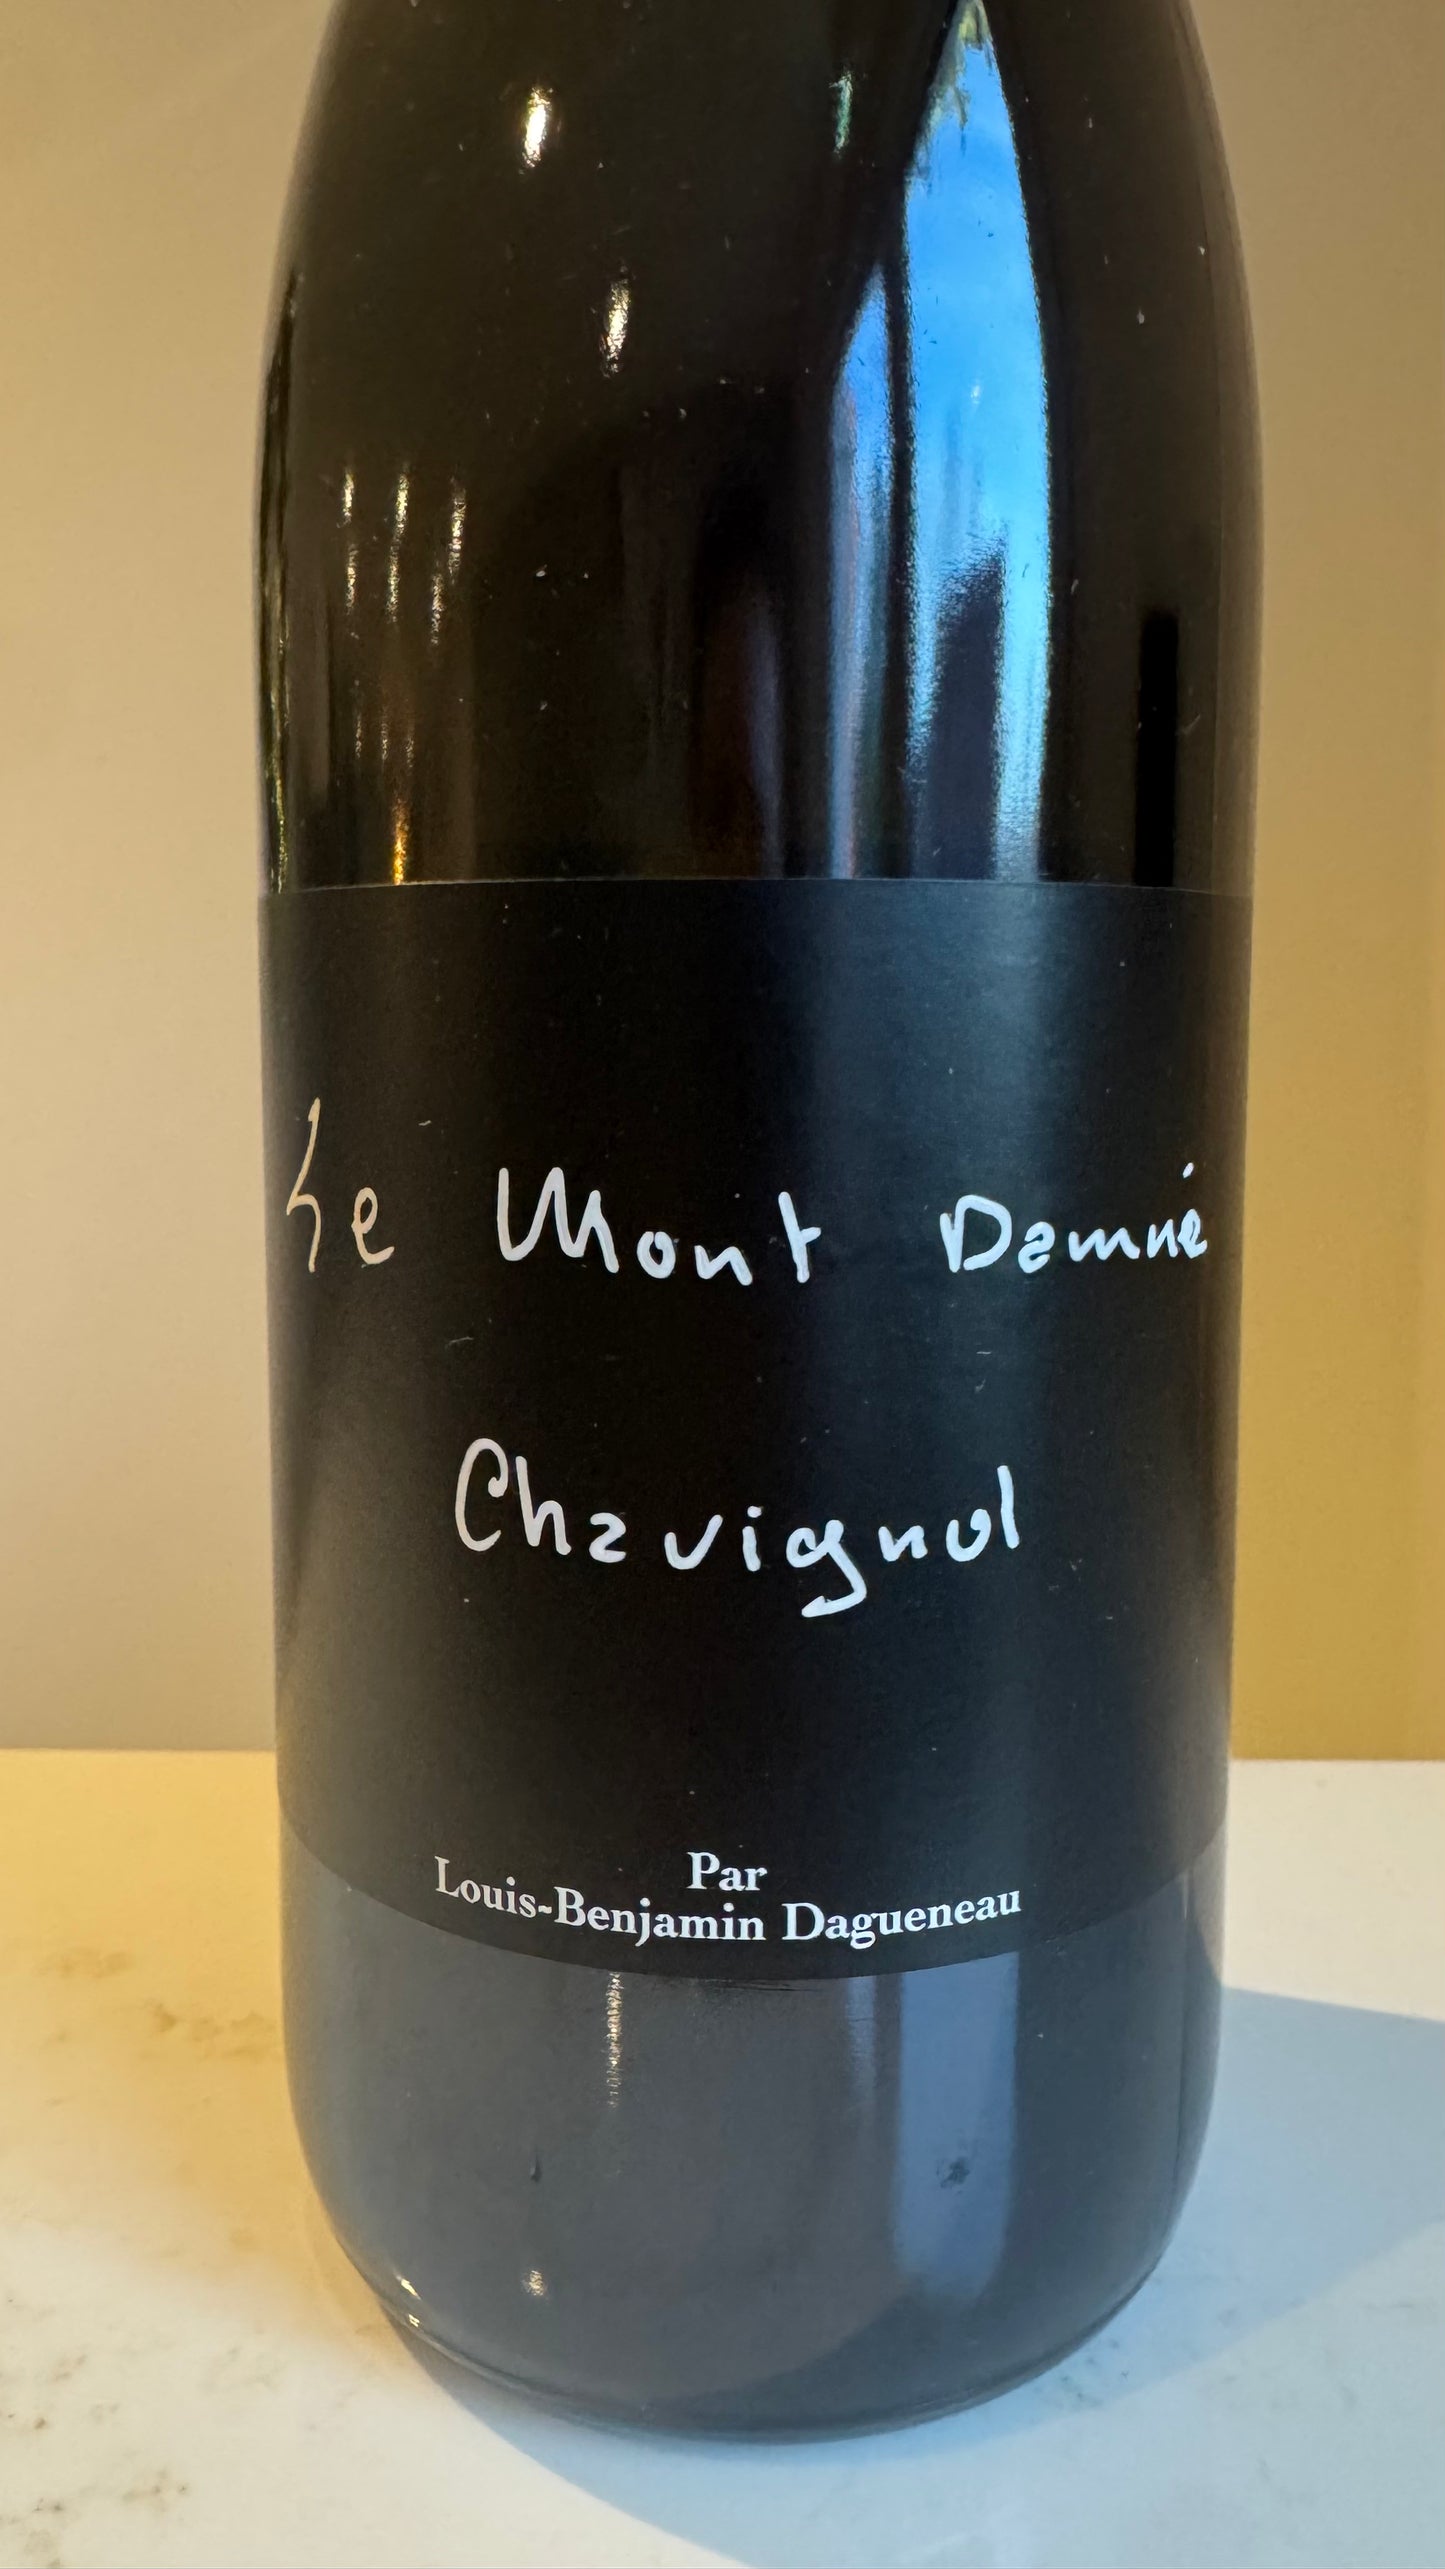 Le Mont Damné
Chavignol
Par
Louis-Benjamin Dagueneau